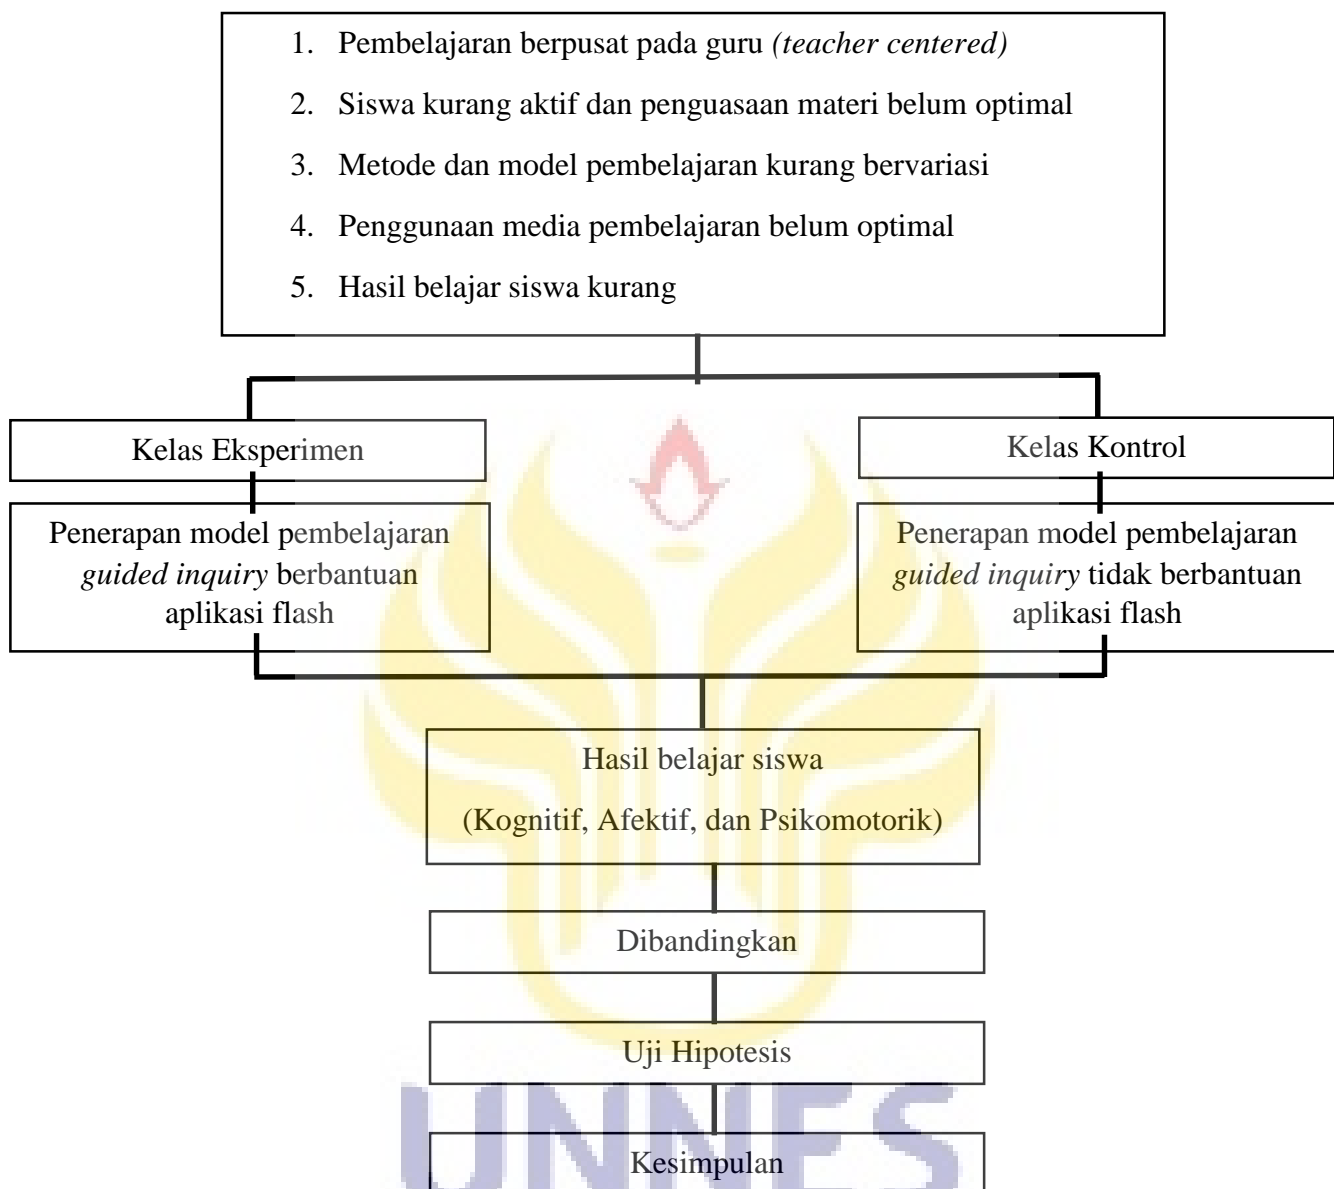 1. Pembelajaran berpusat pada guru (teacher centered)
2. Siswa kurang aktif dan penguasaan materi belum optimal
3. Metode dan model pembelajaran kurang bervariasi
4. Penggunaan media pembelajaran belum optimal
5. Hasil belajar siswa kurang
Kelas Eksperimen
Kelas Kontrol
Penerapan model pembelajaran
guided inquiry berbantuan
aplikasi flash
Penerapan model pembelajaran
guided inquiry tidak berbantuan
aplikasi flash
Hasil belajar siswa
(Kognitif, Afektif, dan Psikomotorik)
Dibandingkan
Uji Hipotesis
UNNES
Kesimpulan